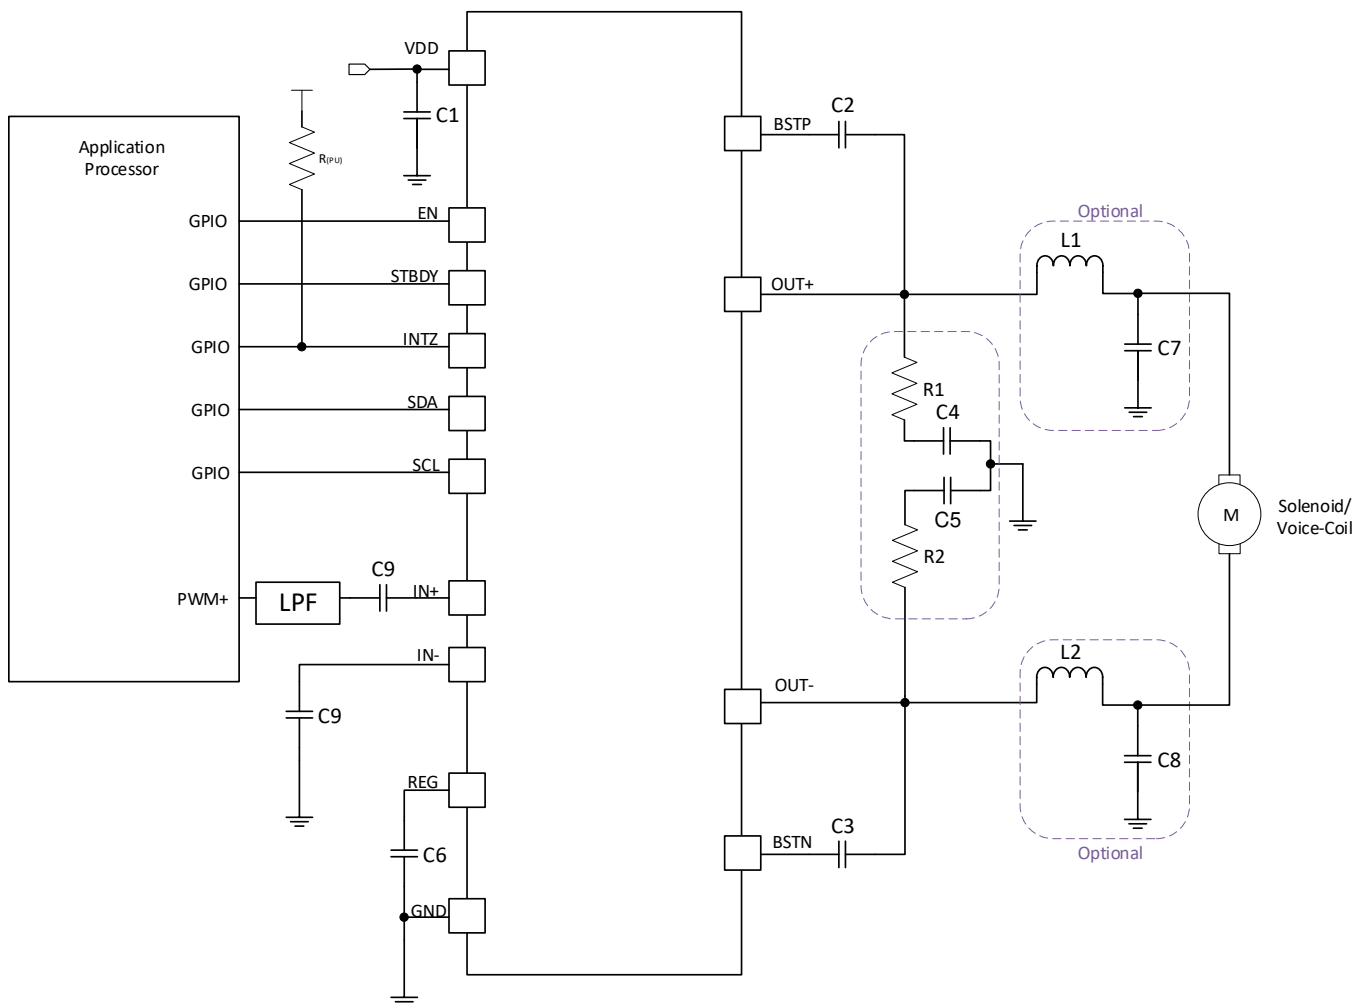 VDD
C1
Application
Processor
R(PU)
GPIO
EN
GPIO
STBDY
GPIO
INTZ
GPIO
SDA
GPIO
SCL
PWM+
LPF
C9
IN+
IN-
C9
REG
C6
GND
BSTP
C2
OUT+
Optional
L1
C7
R1
C4
C5
R2
M
Solenoid/
Voice-Coil
OUT-
L2
C8
Optional
BSTN
C3